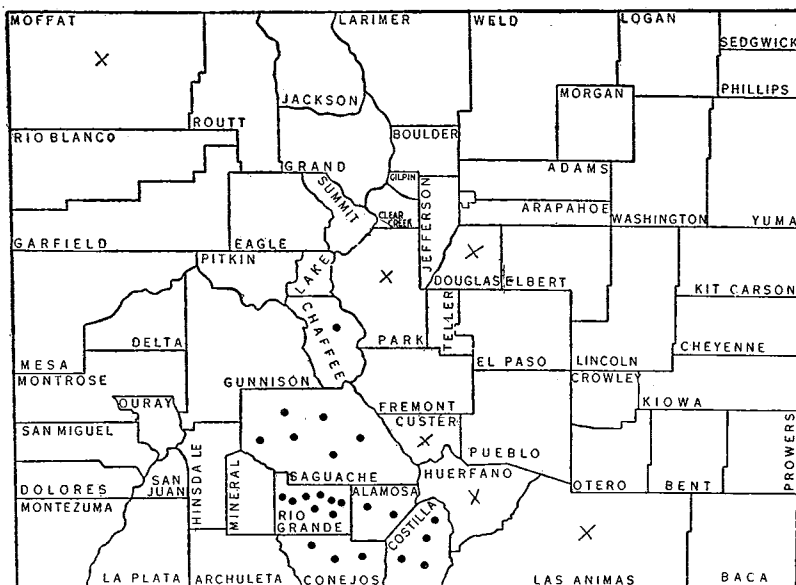 MOFFAT
LARIMER
WELD
LOGAN
SEDGWICK
JACKSON
MORGAN
PHILLIPS
ROUTT
RIO BLANCO
BOULDER
GRAND
GILPIN
ADAMS
SUMMIT
CLEAR CREEK
JEFFERSON
ARAPAHOE
WASHINGTON
YUMA
GARFIELD
EAGLE
PITKIN
LAKE
DOUGLAS
ELBERT
KIT CARSON
CHAFFEE
TELLER
DELTA
PARK
MESA
EL PASO
LINCOLN
CHEYENNE
MONTROSE
GUNNISON
CROWLEY
OURAY
FREMONT
KIOWA
SAN MIGUEL
CUSTER
HINSDALE
PUEBLO
PROWERS
SAN JUAN
MINERAL
SAGUACHE
HUERFANO
OTERO
BENT
DOLORES
ALAMOSA
MONTEZUMA
RIO GRANDE
COSTILLA
LA PLATA
ARCHULETA
CONEJOS
LAS ANIMAS
BACA